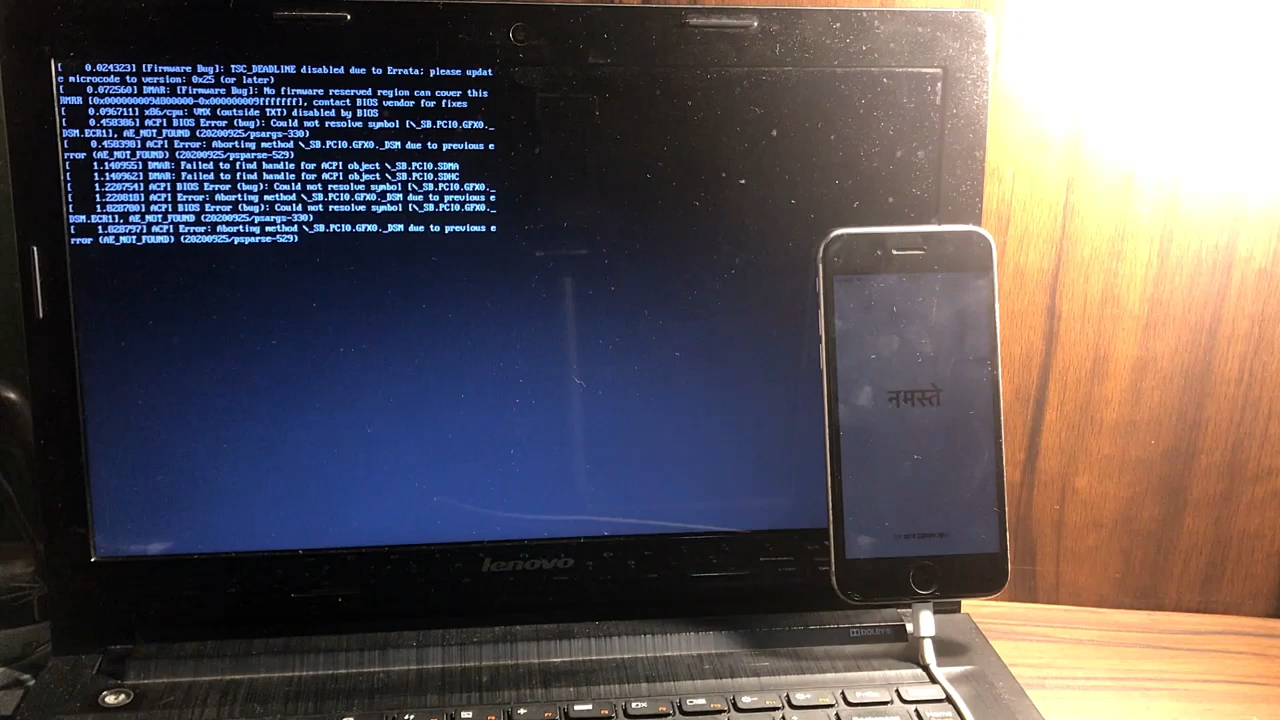 [    0.024323] [Firmware Bug]: TSC_DEADLINE disabled due to Errata; please updat
e microcode to version: 0x25 (or later)
[    0.072560] DMAR: [Firmware Bug]: No firmware reserved region can cover this
RMRR [0x000000009d800000-0x000000009fffffff], contact BIOS vendor for fixes
[    0.096711] x86/cpu: VMX (outside TXT) disabled by BIOS
[    0.458386] ACPI BIOS Error (bug): Could not resolve symbol [\_SB.PCI0.GFX0._
DSM.ECR1], AE_NOT_FOUND (20200925/psargs-330)
[    0.458398] ACPI Error: Aborting method \_SB.PCI0.GFX0._DSM due to previous e
rror (AE_NOT_FOUND) (20200925/psparse-529)
[    1.140955] DMAR: Failed to find handle for ACPI object \_SB.PCI0.SDMA
[    1.140962] DMAR: Failed to find handle for ACPI object \_SB.PCI0.SDHC
[    1.220754] ACPI BIOS Error (bug): Could not resolve symbol [\_SB.PCI0.GFX0._
[    1.220818] ACPI Error: Aborting method \_SB.PCI0.GFX0._DSM due to previous e
[    1.828780] ACPI BIOS Error (bug): Could not resolve symbol [\_SB.PCI0.GFX0._
DSM.ECR1], AE_NOT_FOUND (20200925/psargs-330)
[    1.828797] ACPI Error: Aborting method \_SB.PCI0.GFX0._DSM due to previous e
rror (AE_NOT_FOUND) (20200925/psparse-529)
नमस्ते
lenovo
DOLBY